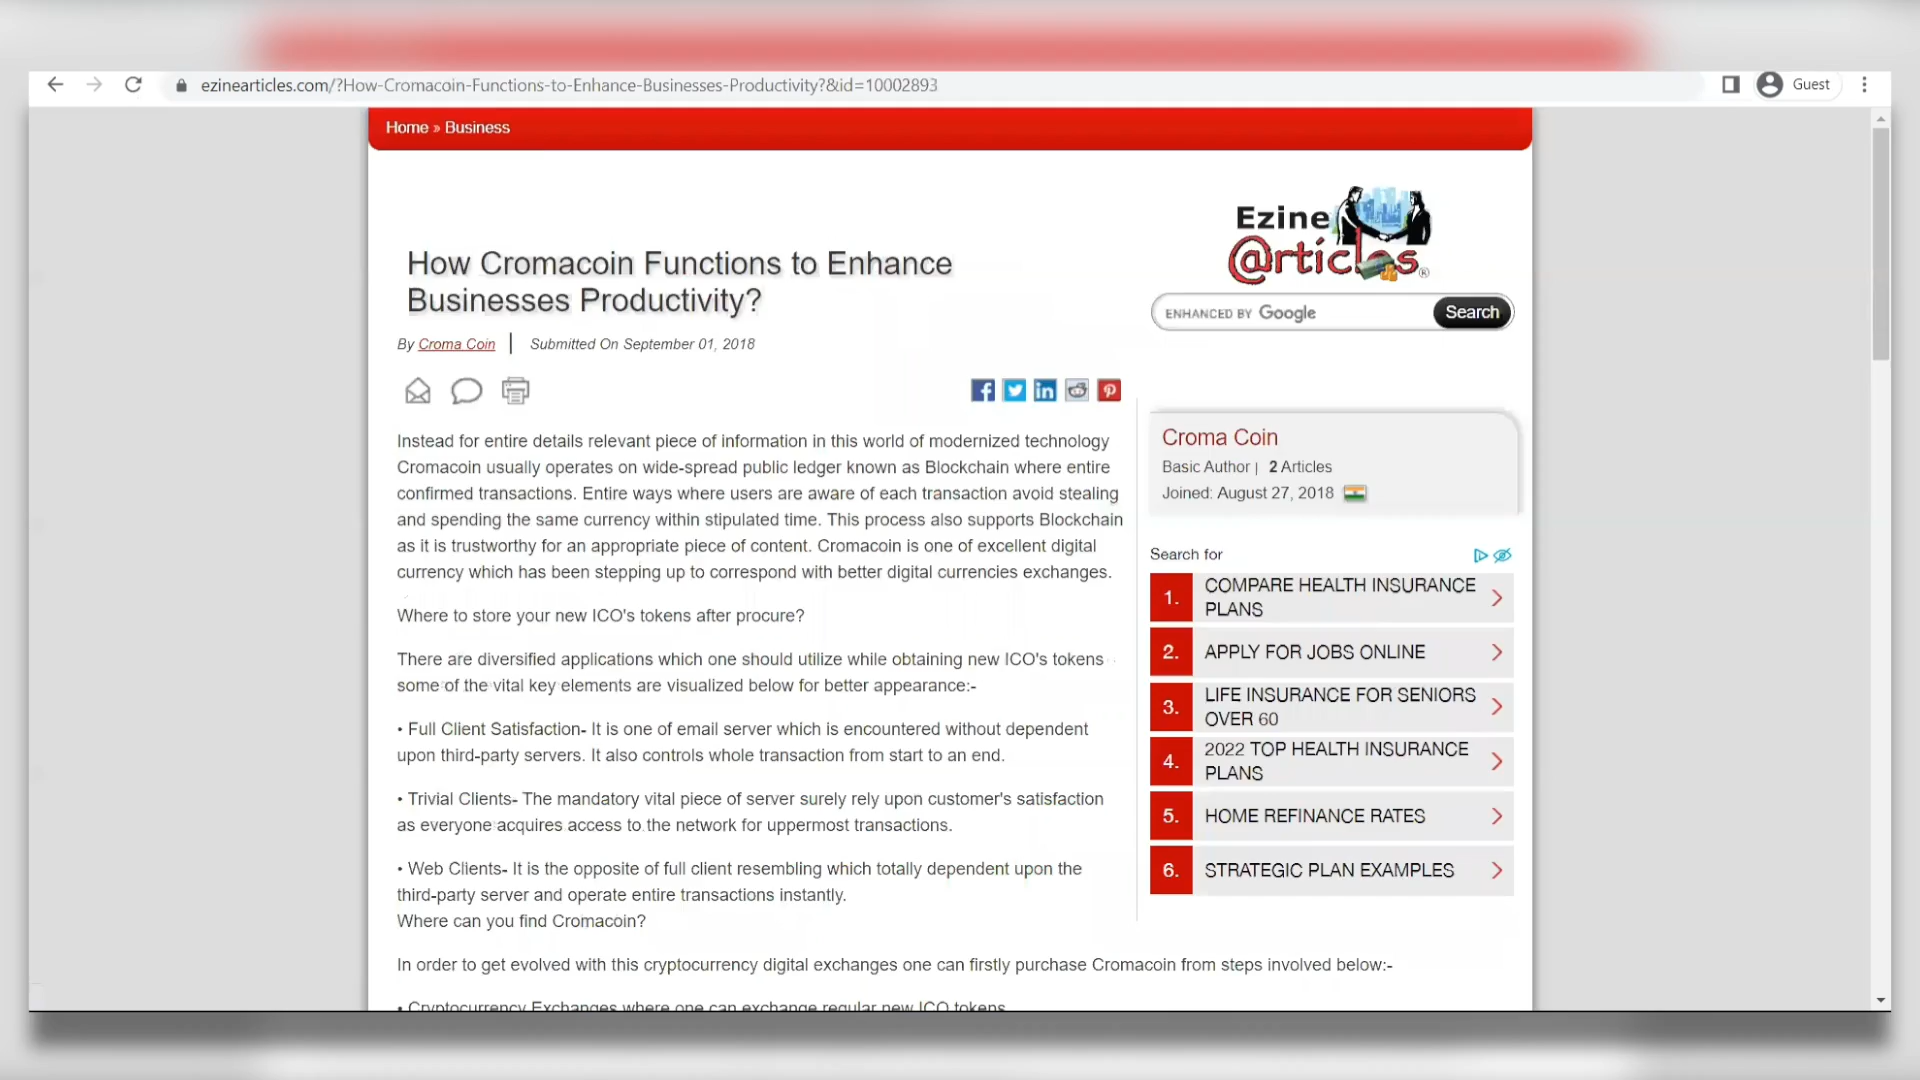 ezinearticles.com/?How-Cromacoin-Functions-to-Enhance-Businesses-Productivity?&id=10002893
Guest
Home » Business
Ezine
@rticles®
ENHANCED BY Google
Search
How Cromacoin Functions to Enhance
Businesses Productivity?
By Croma Coin | Submitted On September 01, 2018
Instead for entire details relevant piece of information in this world of modernized technology
Cromacoin usually operates on wide-spread public ledger known as Blockchain where entire
confirmed transactions. Entire ways where users are aware of each transaction avoid stealing
and spending the same currency within stipulated time. This process also supports Blockchain
as it is trustworthy for an appropriate piece of content. Cromacoin is one of excellent digital
currency which has been stepping up to correspond with better digital currencies exchanges.
Where to store your new ICO's tokens after procure?
There are diversified applications which one should utilize while obtaining new ICO's tokens
some of the vital key elements are visualized below for better appearance:-
• Full Client Satisfaction- It is one of email server which is encountered without dependent
upon third-party servers. It also controls whole transaction from start to an end.
• Trivial Clients- The mandatory vital piece of server surely rely upon customer's satisfaction
as everyone acquires access to the network for uppermost transactions.
• Web Clients- It is the opposite of full client resembling which totally dependent upon the
third-party server and operate entire transactions instantly.
Where can you find Cromacoin?
In order to get evolved with this cryptocurrency digital exchanges one can firstly purchase Cromacoin from steps involved below:-
• Cryptocurrency Exchanges where one can exchange regular new ICO tokens
Croma Coin
Basic Author | 2 Articles
Joined: August 27, 2018
Search for
1. COMPARE HEALTH INSURANCE
PLANS
2. APPLY FOR JOBS ONLINE
3. LIFE INSURANCE FOR SENIORS
OVER 60
4. 2022 TOP HEALTH INSURANCE
PLANS
5. HOME REFINANCE RATES
6. STRATEGIC PLAN EXAMPLES